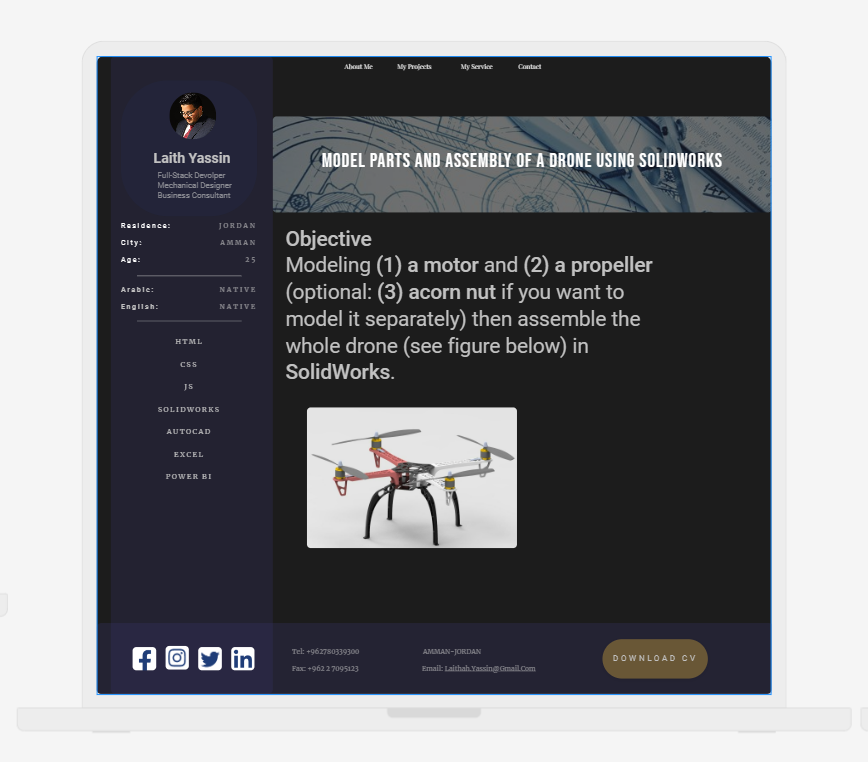 About Me My Projects My Service Contact
Laith Yassin
Full-Stack Devolper
Mechanical Designer
Business Consultant
Residence: JORDAN
City: AMMAN
Age: 25
Arabic: NATIVE
English: NATIVE
HTML
CSS
JS
SOLIDWORKS
AUTOCAD
EXCEL
POWER BI
MODEL PARTS AND ASSEMBLY OF A DRONE USING SOLIDWORKS
Objective
Modeling (1) a motor and (2) a propeller
(optional: (3) acorn nut if you want to
model it separately) then assemble the
whole drone (see figure below) in
SolidWorks.
Tel: +962780339300 AMMAN-JORDAN
Fax: +962 2 7095123 Email: Laithah.Yassin@Gmail.Com
DOWNLOAD CV